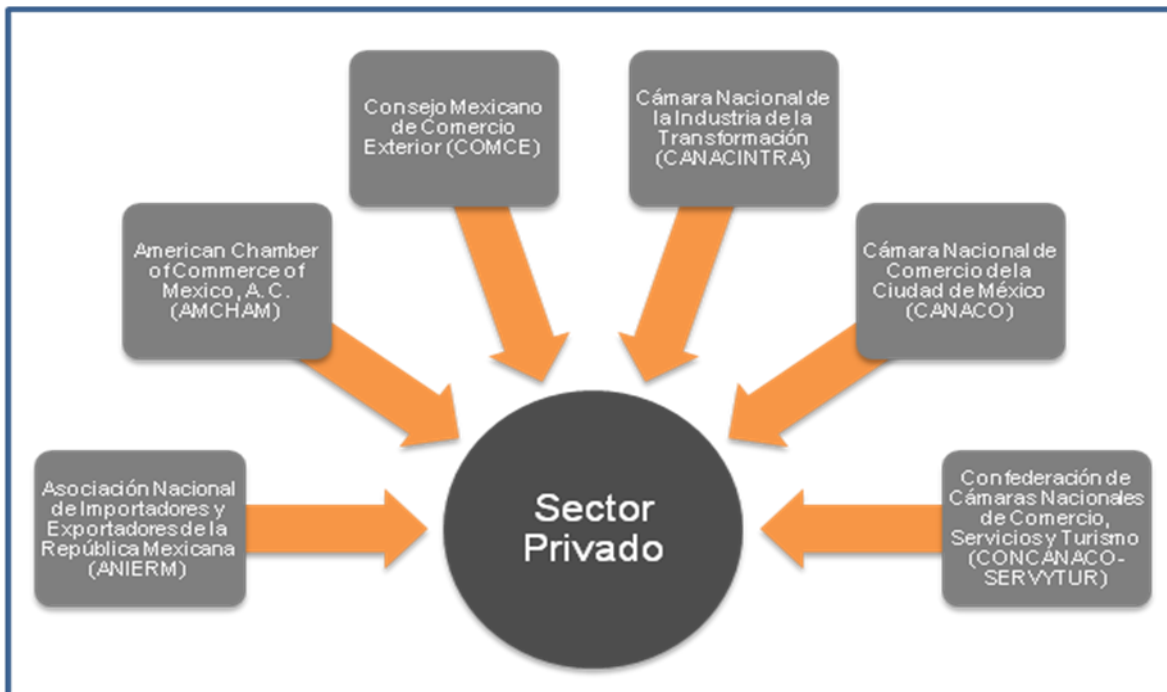 Consejo Mexicano
de Comercio
Exterior (COMCE)
Cámara Nacional de
la Industria de la
Transformación
(CANACINTRA)
American Chamber
of Commerce of
Mexico, A. C.
(AMCHAM)
Cámara Nacional de
Comercio de la
Ciudad de México
(CANACO)
Asociación Nacional
de Importadores y
Exportadores de la
República Mexicana
(ANIERM)
Sector
Privado
Confederación de
Cámaras Nacionales
de Comercio,
Servicios y Turismo
(CONCANACO-
SERVYTUR)